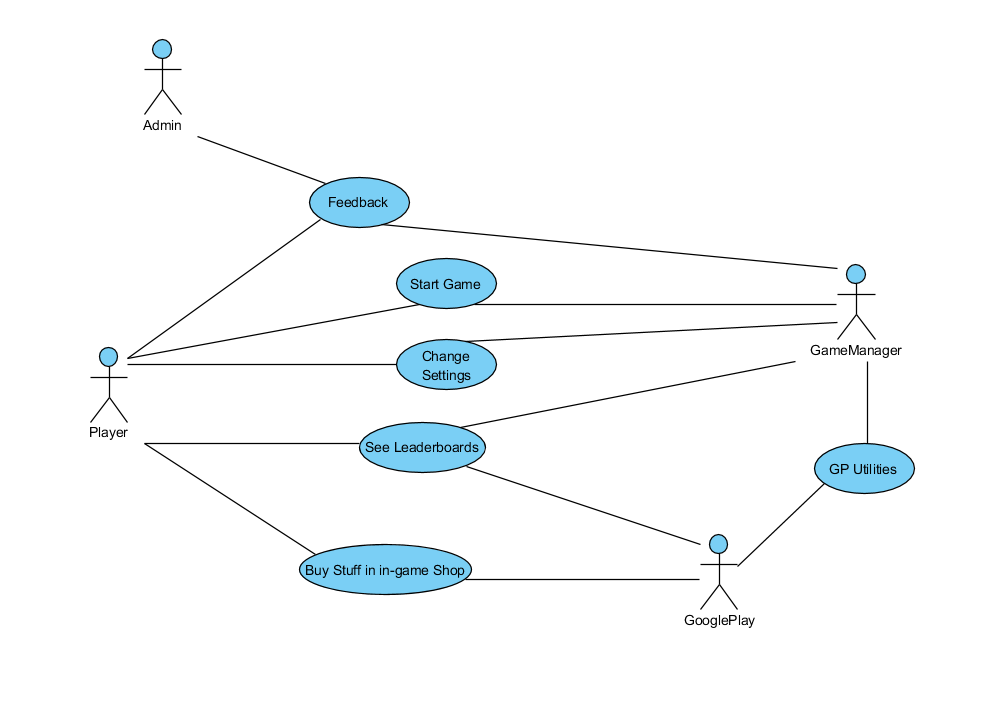 Admin
Feedback
Start Game
GameManager
Change
Settings
Player
See Leaderboards
GP Utilities
Buy Stuff in in-game Shop
GooglePlay